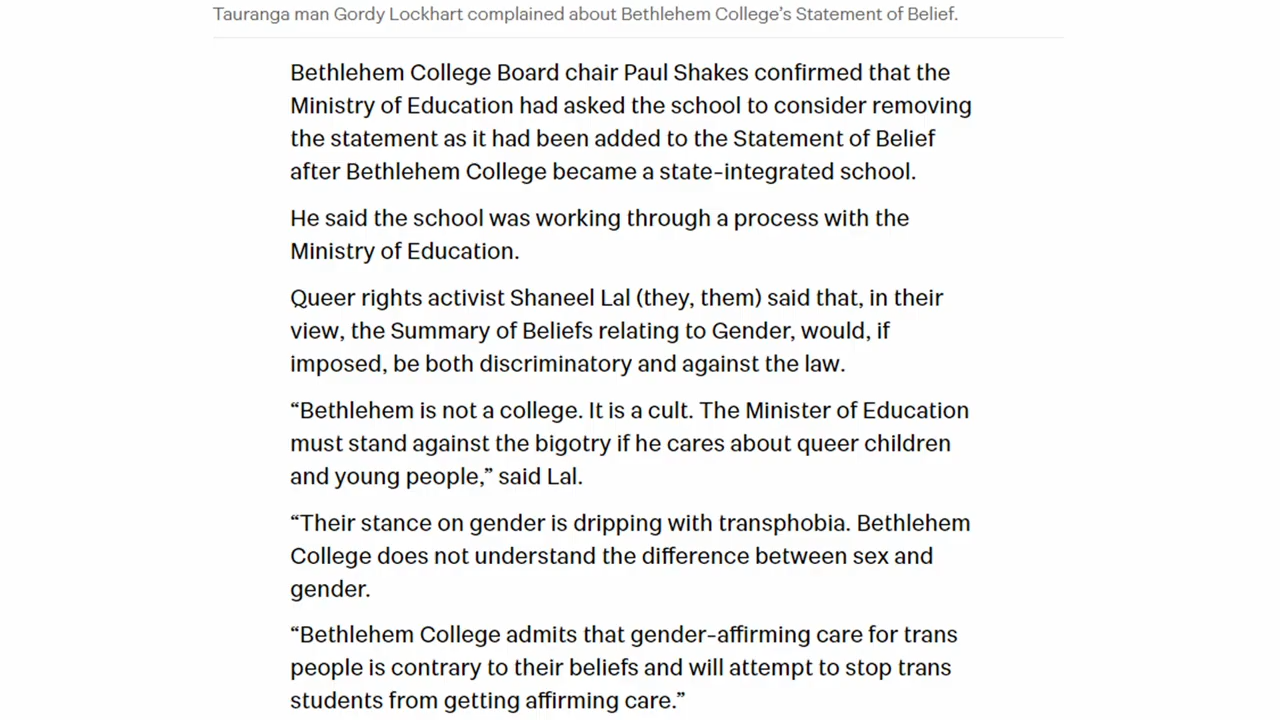 Tauranga man Gordy Lockhart complained about Bethlehem College’s Statement of Belief.
Bethlehem College Board chair Paul Shakes confirmed that the
Ministry of Education had asked the school to consider removing
the statement as it had been added to the Statement of Belief
after Bethlehem College became a state-integrated school.
He said the school was working through a process with the
Ministry of Education.
Queer rights activist Shaneel Lal (they, them) said that, in their
view, the Summary of Beliefs relating to Gender, would, if
imposed, be both discriminatory and against the law.
“Bethlehem is not a college. It is a cult. The Minister of Education
must stand against the bigotry if he cares about queer children
and young people,” said Lal.
“Their stance on gender is dripping with transphobia. Bethlehem
College does not understand the difference between sex and
gender.
“Bethlehem College admits that gender-affirming care for trans
people is contrary to their beliefs and will attempt to stop trans
students from getting affirming care.”